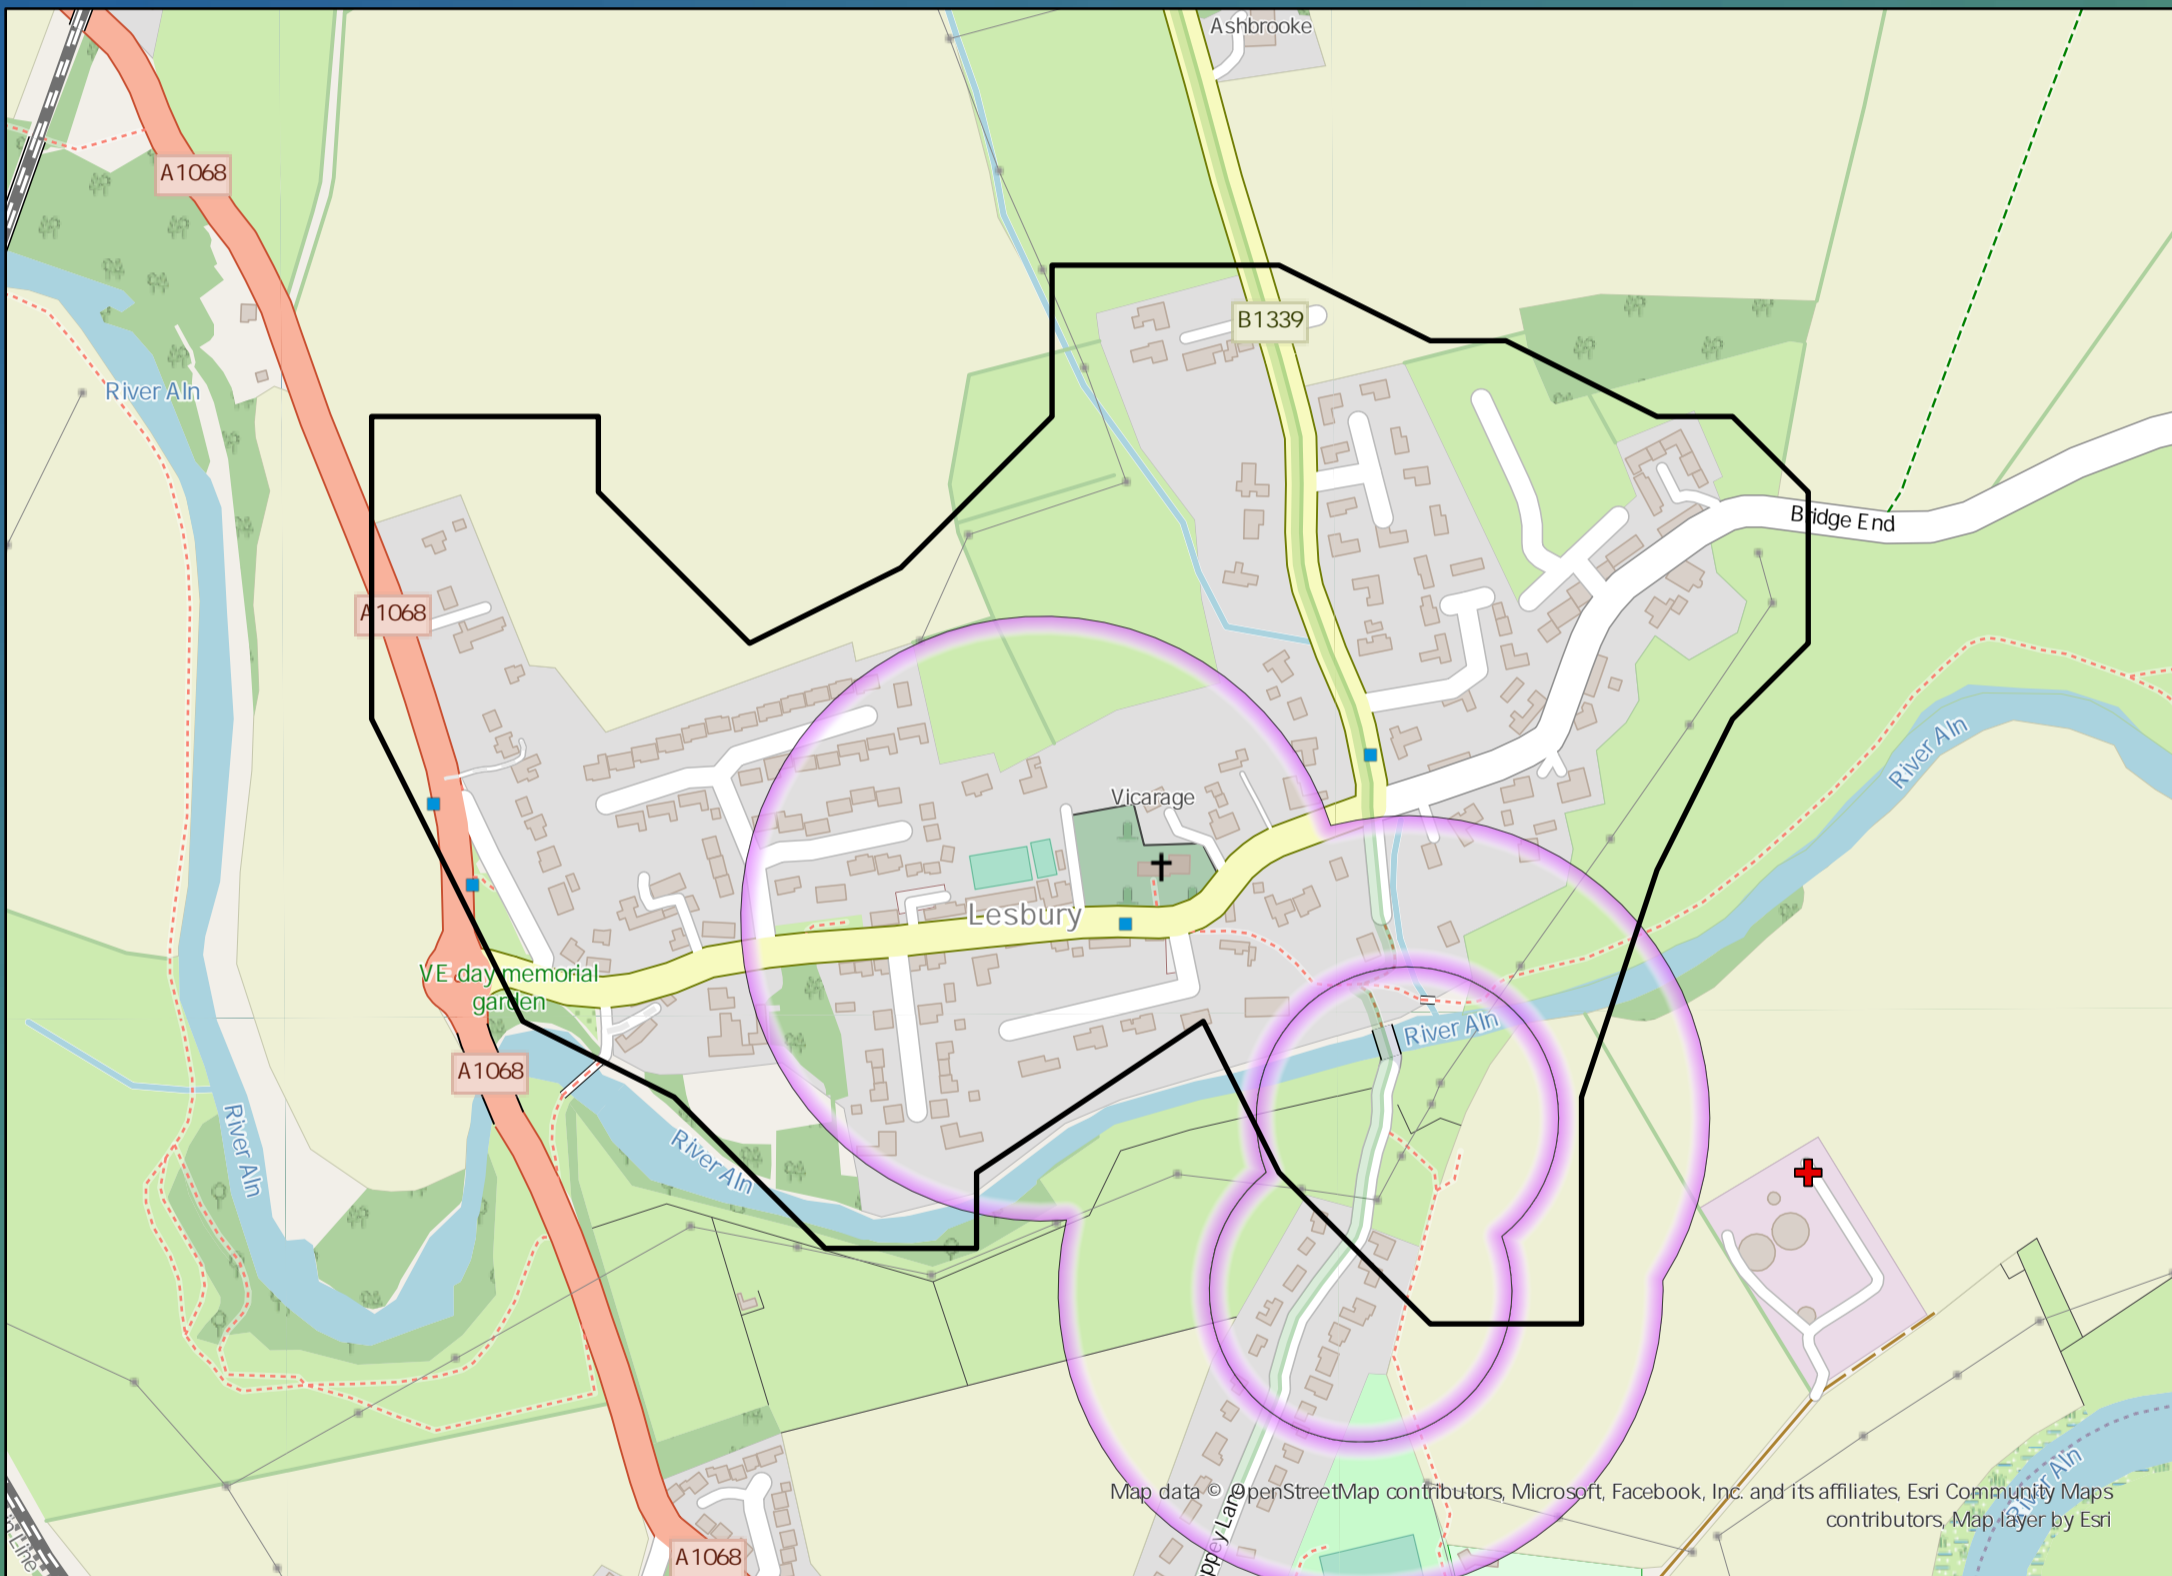 Ashbrooke
A1068
B1339
River Aln
Bridge End
A1068
River Aln
Vicarage
Lesbury
VE day memorial
garden
River Aln
A1068
River Aln
River Aln
Map data © OpenStreetMap contributors, Microsoft, Facebook, Inc. and its affiliates, Esri Community Maps
contributors, Map layer by Esri
River Aln
A1068